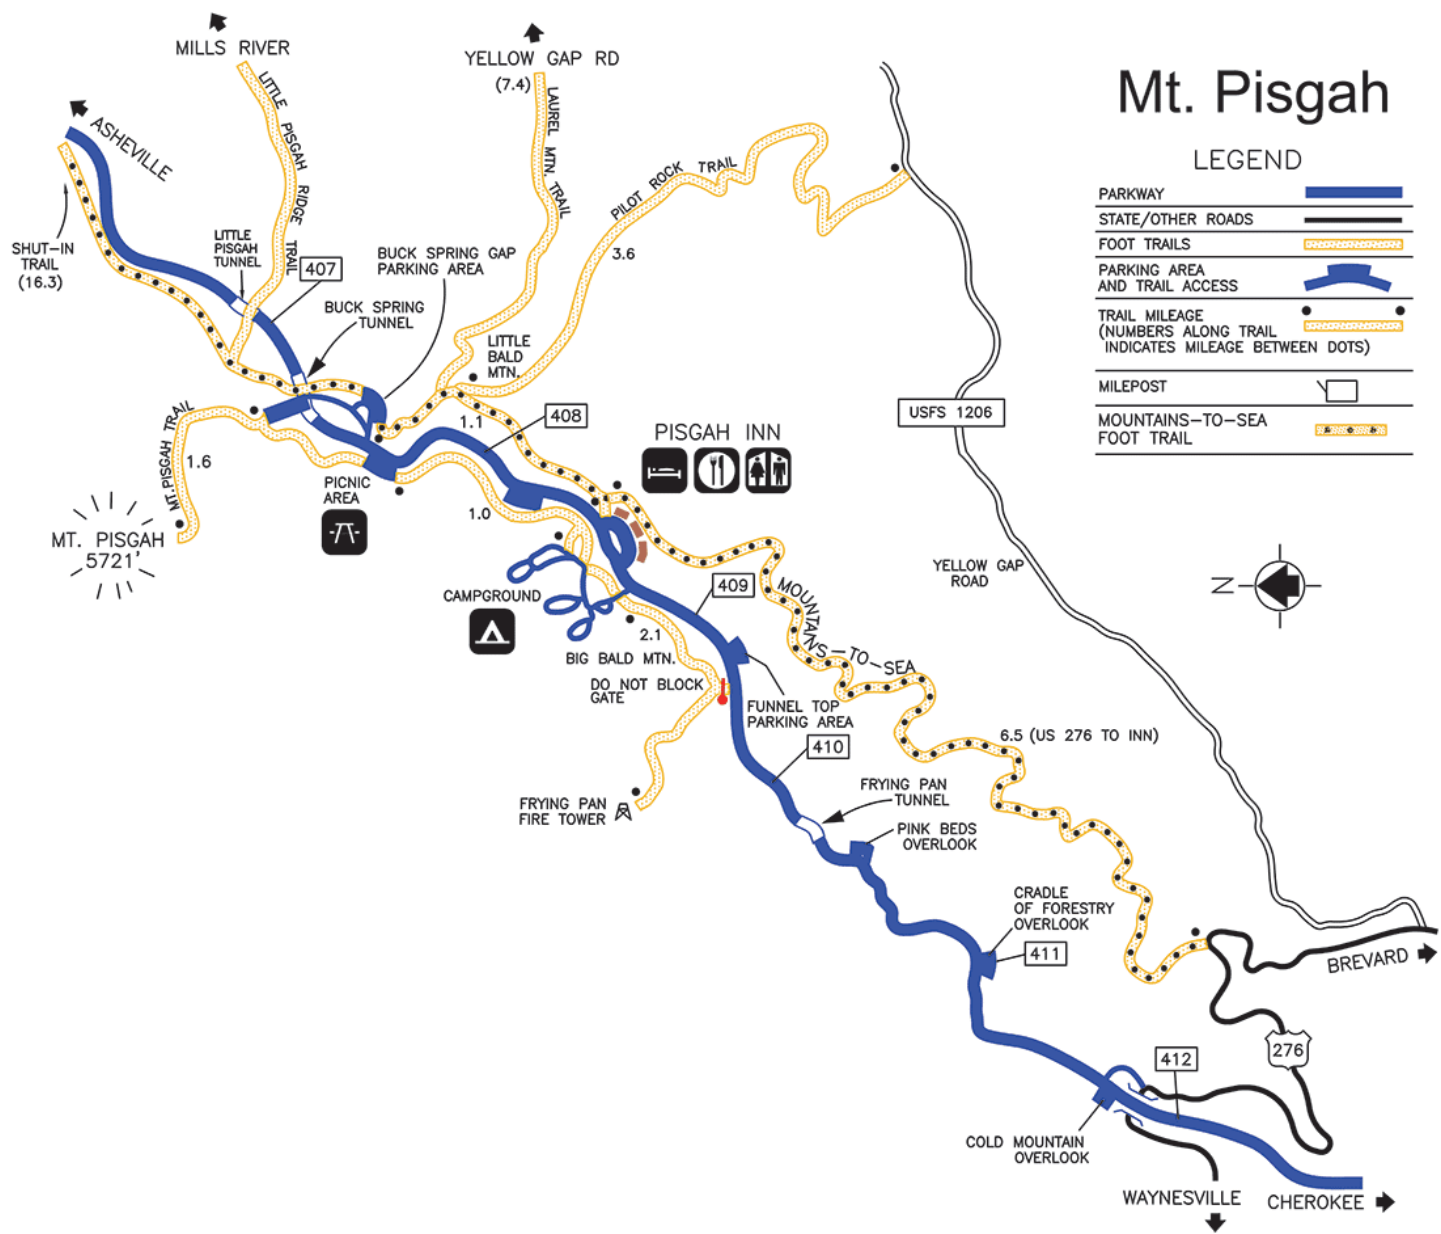 Mt. Pisgah
LEGEND
PARKWAY
STATE/OTHER ROADS
FOOT TRAILS
PARKING AREA
AND TRAIL ACCESS
TRAIL MILEAGE
(NUMBERS ALONG TRAIL
INDICATES MILEAGE BETWEEN DOTS)
MILEPOST
MOUNTAINS-TO-SEA
FOOT TRAIL
MILLS RIVER
YELLOW GAP RD
(7.4)
ASHEVILLE
LITTLE PISGAH RIDGE TRAIL
LAUREL MTN. TRAIL
PILOT ROCK TRAIL
3.6
SHUT-IN
TRAIL
(16.3)
LITTLE
PISGAH
TUNNEL
407
BUCK SPRING GAP
PARKING AREA
BUCK SPRING
TUNNEL
LITTLE
BALD
MTN.
MT.PISGAH TRAIL
1.6
1.1
408
USFS 1206
PISGAH INN
PICNIC
AREA
1.0
MT. PISGAH
5721'
YELLOW GAP
ROAD
N
CAMPGROUND
409
2.1
MOUNTAINS-TO-SEA
BIG BALD MTN.
DO NOT BLOCK
GATE
FUNNEL TOP
PARKING AREA
410
6.5 (US 276 TO INN)
FRYING PAN
FIRE TOWER
FRYING PAN
TUNNEL
PINK BEDS
OVERLOOK
CRADLE
OF FORESTRY
OVERLOOK
411
BREVARD
276
412
COLD MOUNTAIN
OVERLOOK
WAYNESVILLE
CHEROKEE